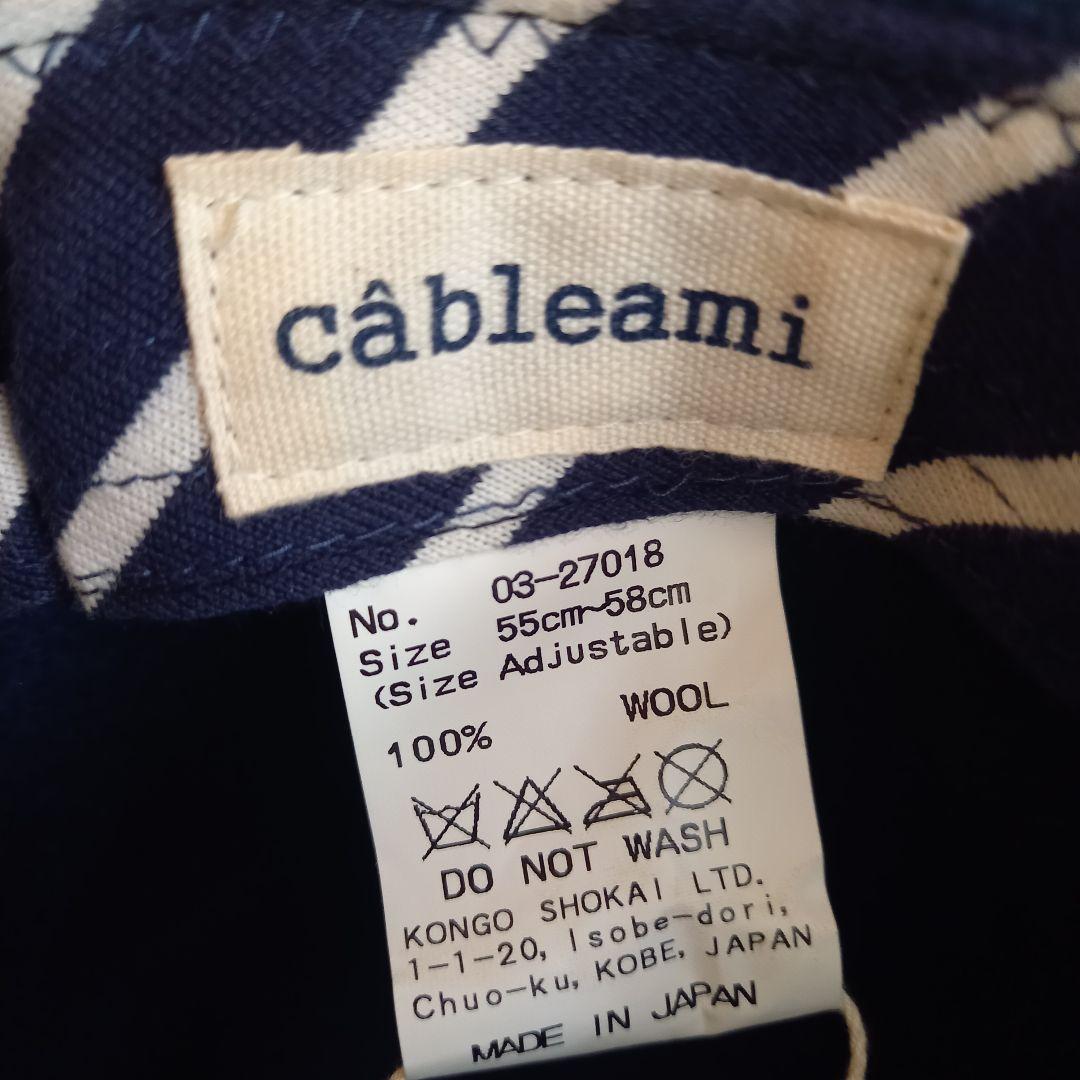 câbleami
No. 03-27018
Size 55cm~58cm
(Size Adjustable)
100% WOOL
DO NOT WASH
KONGO SHOKAI LTD.
1-1-20, Isobe-dori,
Chuo-ku, KOBE, JAPAN
MADE IN JAPAN